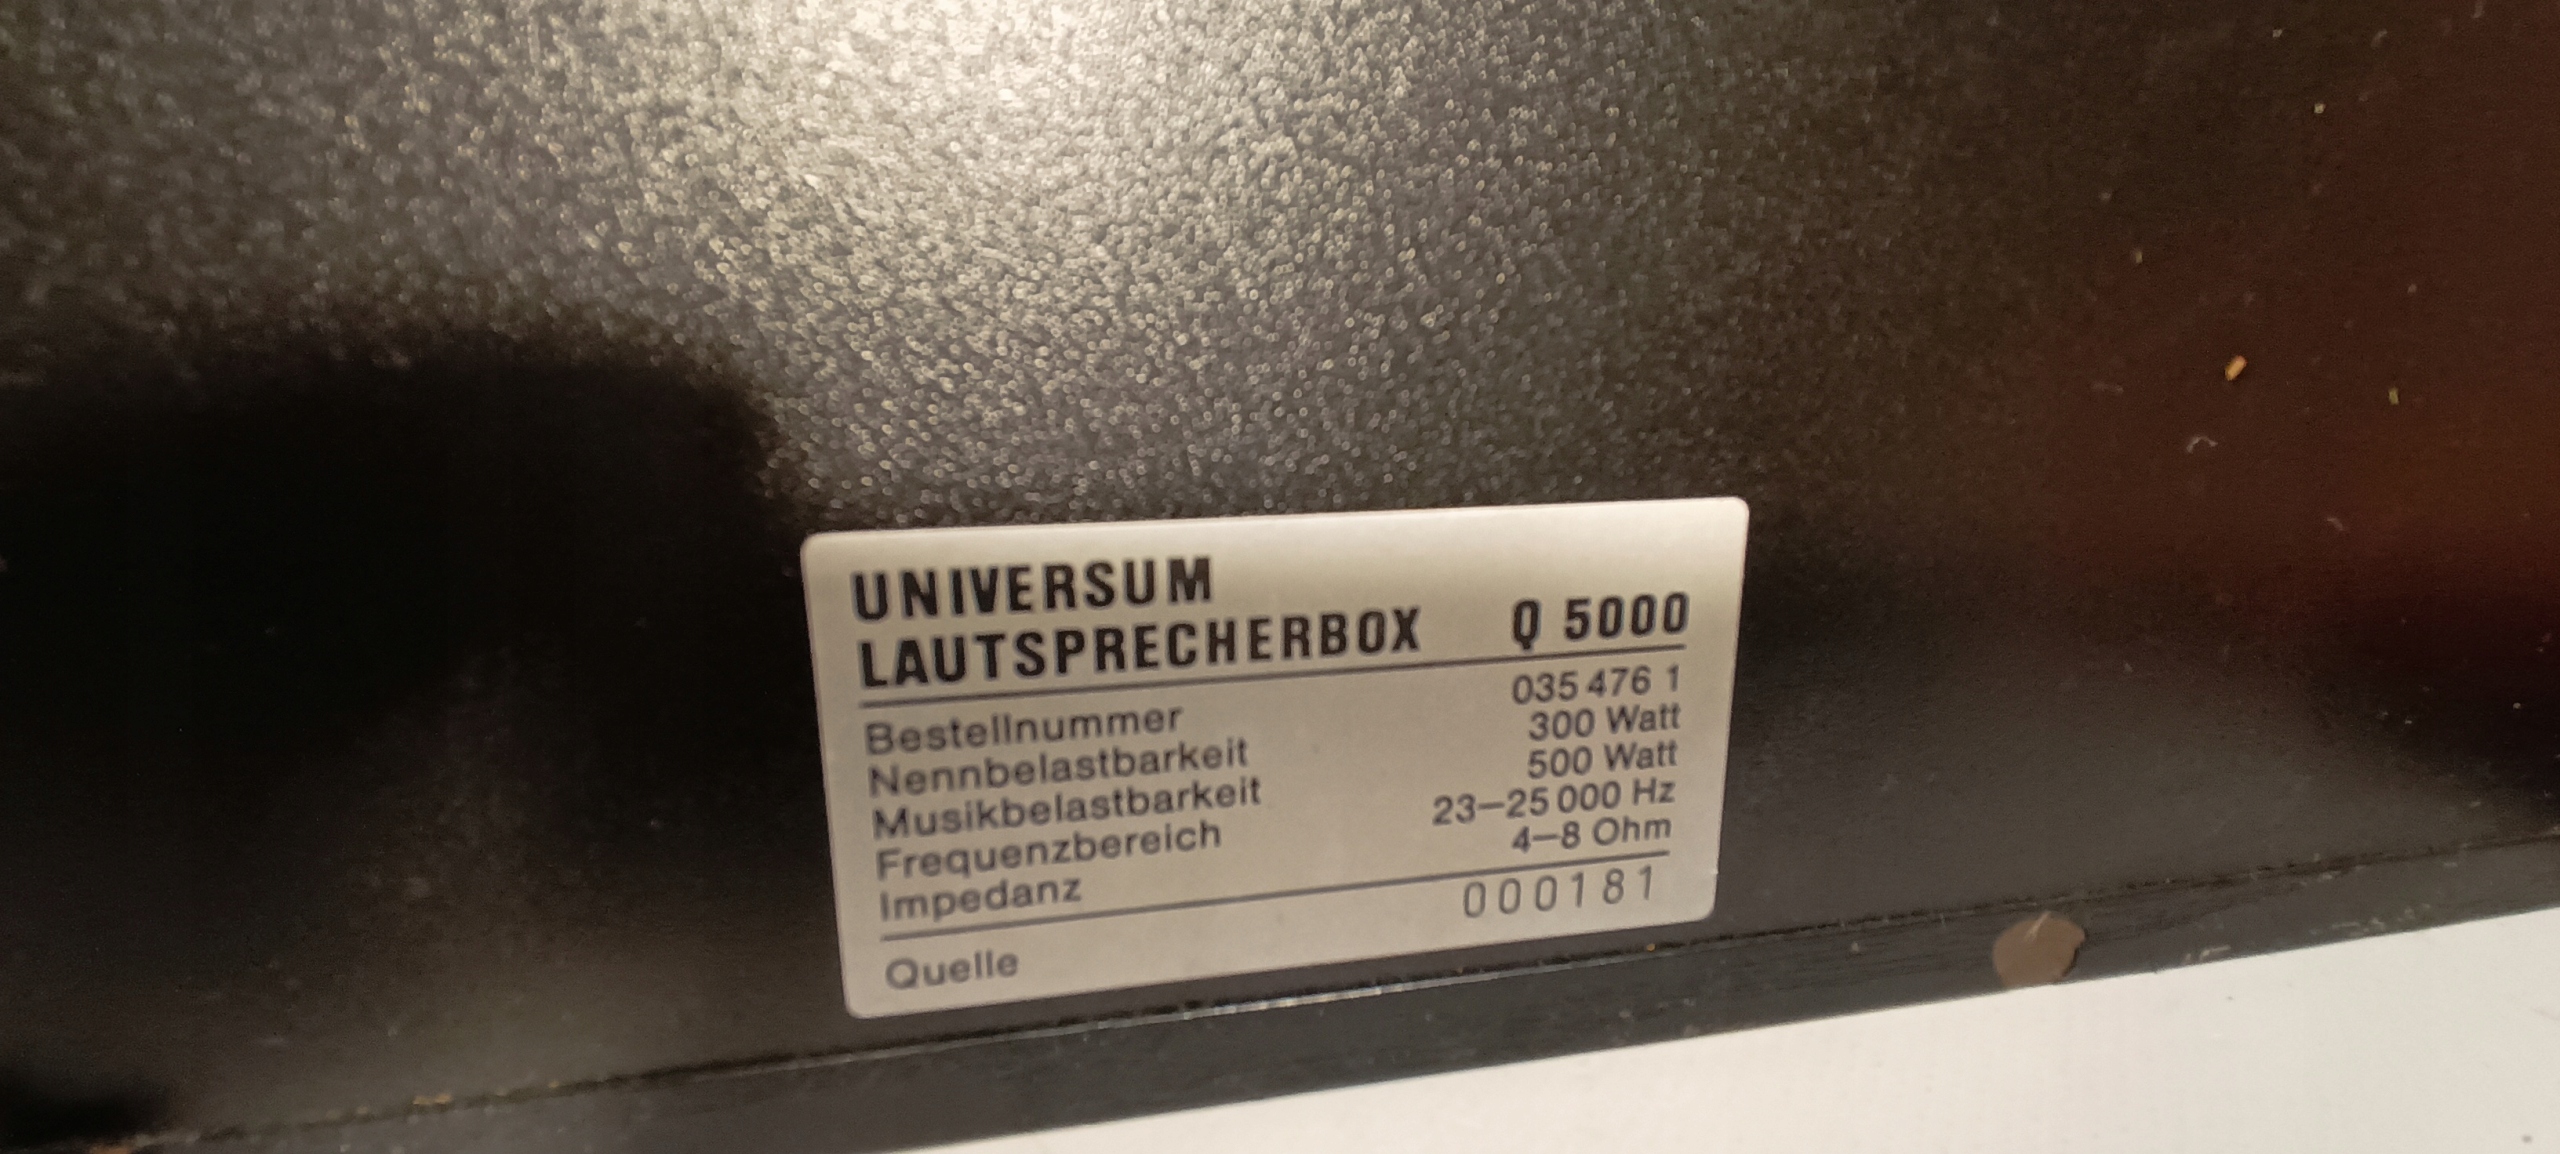 UNIVERSUM
LAUTSPRECHERBOX Q 5000
Bestellnummer 035 476 1
Nennbelastbarkeit 300 Watt
Musikbelastbarkeit 500 Watt
Frequenzbereich 23–25 000 Hz
Impedanz 4–8 Ohm
Quelle 000181